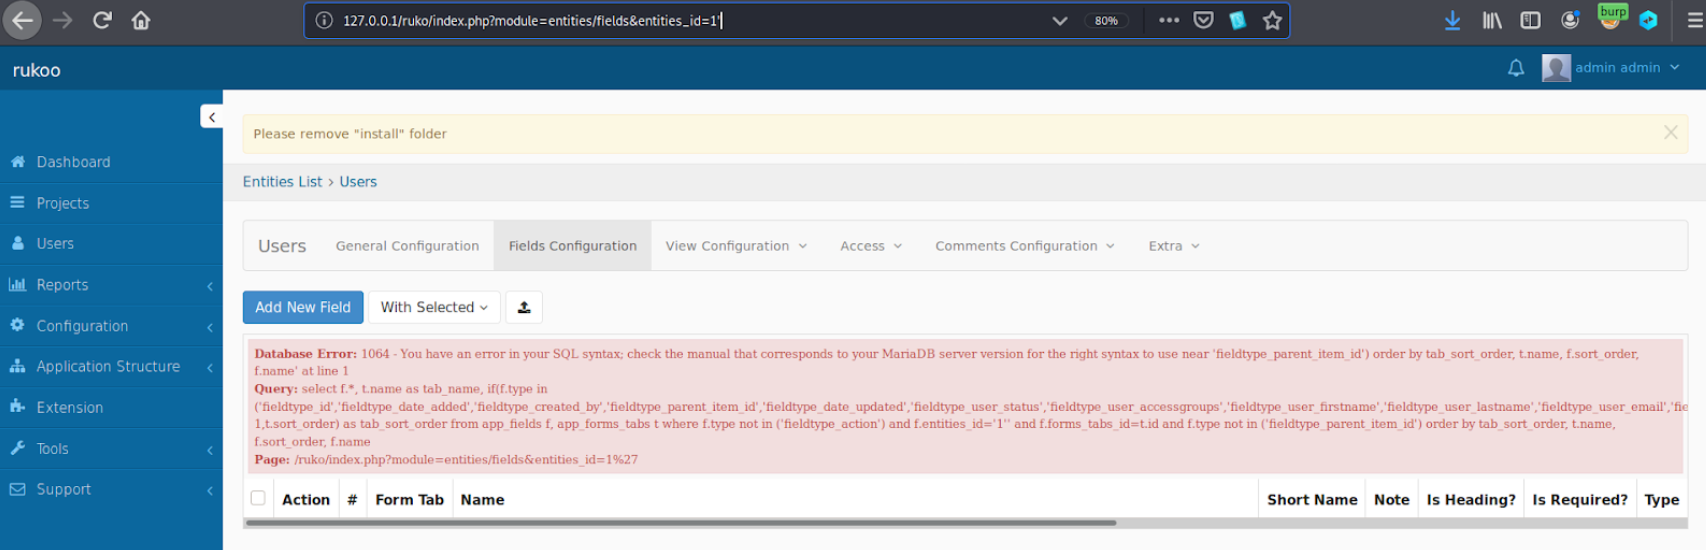 127.0.0.1/ruko/index.php?module=entities/fields&entities_id=1'
80%
burp
rukoo
admin admin
Please remove "install" folder
Dashboard
Projects
Users
Reports
Configuration
Application Structure
Extension
Tools
Support
Entities List > Users
Users General Configuration Fields Configuration View Configuration Access Comments Configuration Extra
Add New Field With Selected
Database Error: 1064 - You have an error in your SQL syntax; check the manual that corresponds to your MariaDB server version for the right syntax to use near 'fieldtype_parent_item_id') order by tab_sort_order, t.name, f.sort_order,
f.name' at line 1
Query: select f.*, t.name as tab_name, if(f.type in
('fieldtype_id','fieldtype_date_added','fieldtype_created_by','fieldtype_parent_item_id','fieldtype_date_updated','fieldtype_user_status','fieldtype_user_accessgroups','fieldtype_user_firstname','fieldtype_user_lastname','fieldtype_user_email','fie
1,t.sort_order) as tab_sort_order from app_fields f, app_forms_tabs t where f.type not in ('fieldtype_action') and f.entities_id='1'' and f.forms_tabs_id=t.id and f.type not in ('fieldtype_parent_item_id') order by tab_sort_order, t.name,
f.sort_order, f.name
Page: /ruko/index.php?module=entities/fields&entities_id=1%27
Action # Form Tab Name Short Name Note Is Heading? Is Required? Type